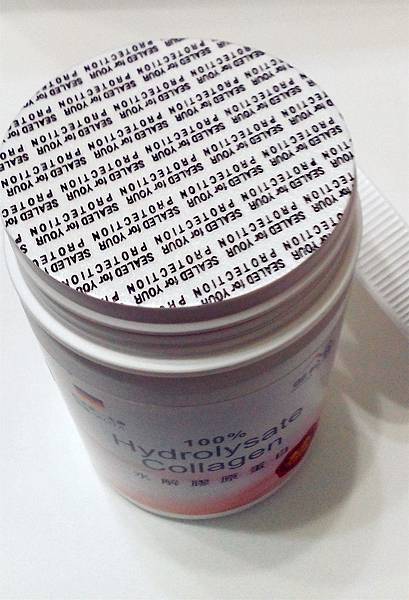 SEALED for YOUR PROTECTION
100%
Hydrolysate
Collagen
水解膠原蛋白